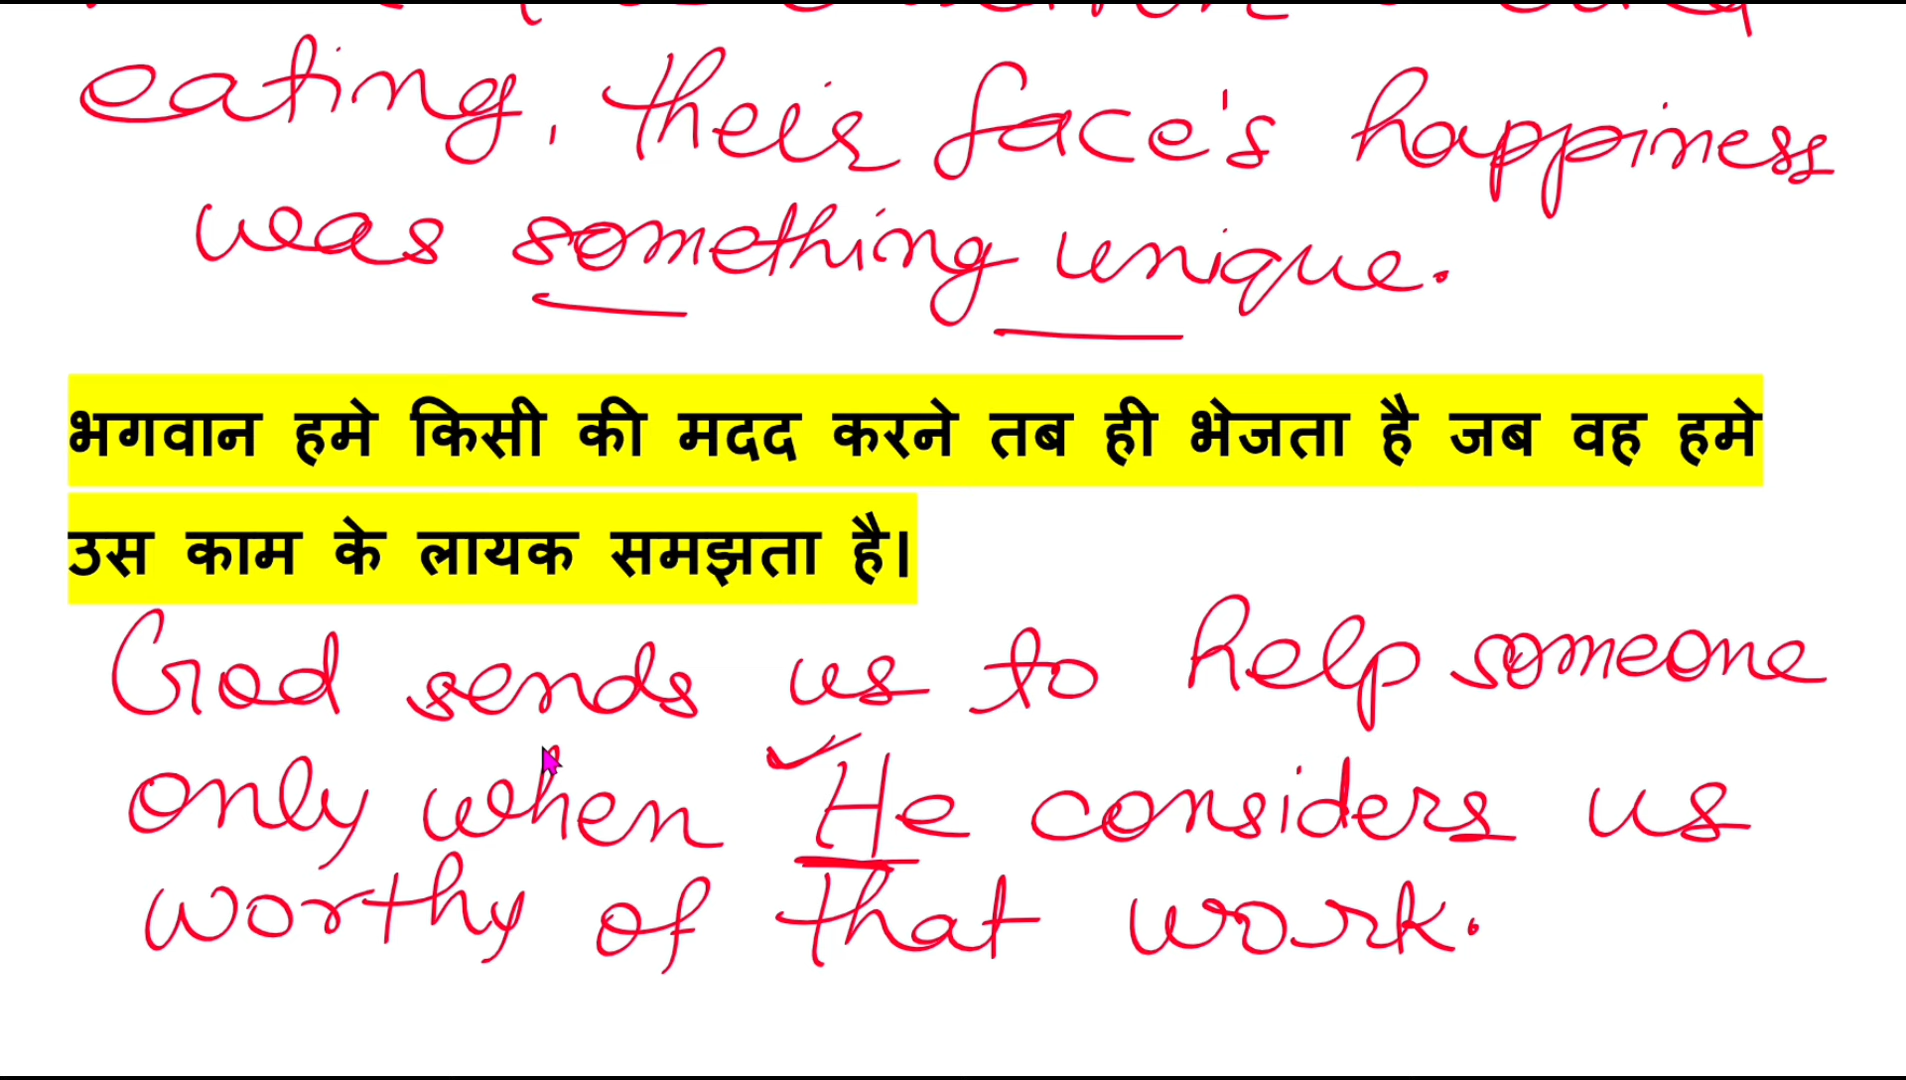 eating, their face's happiness
was something unique.
भगवान हमे किसी की मदद करने तब ही भेजता है जब वह हमे
उस काम के लायक समझता है।
God sends us to help someone
only when He considers us
worthy of that work.